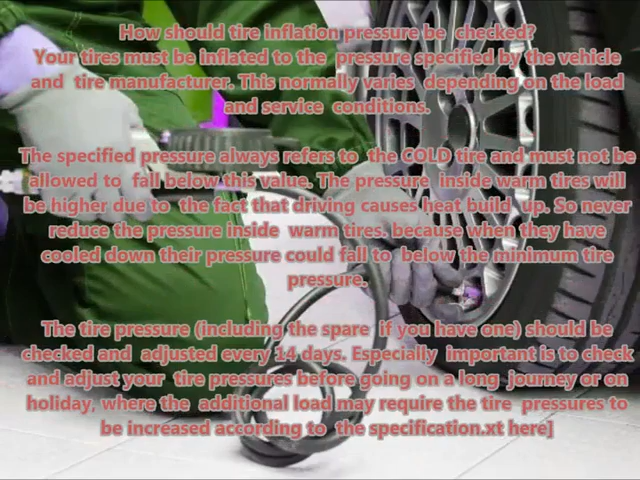 How should tire inflation pressure be checked?
Your tires must be inflated to the pressure specified by the vehicle
and tire manufacturer. This normally varies depending on the load
and service conditions.
The specified pressure always refers to the COLD tire and must not be
allowed to fall below this value. The pressure inside warm tires will
be higher due to the fact that driving causes heat build up. So never
reduce the pressure inside warm tires. because when they have
cooled down their pressure could fall to below the minimum tire
pressure.
The tire pressure (including the spare if you have one) should be
checked and adjusted every 14 days. Especially important is to check
and adjust your tire pressures before going on a long journey or on
holiday, where the additional load may require the tire pressures to
be increased according to the specification.xt here]